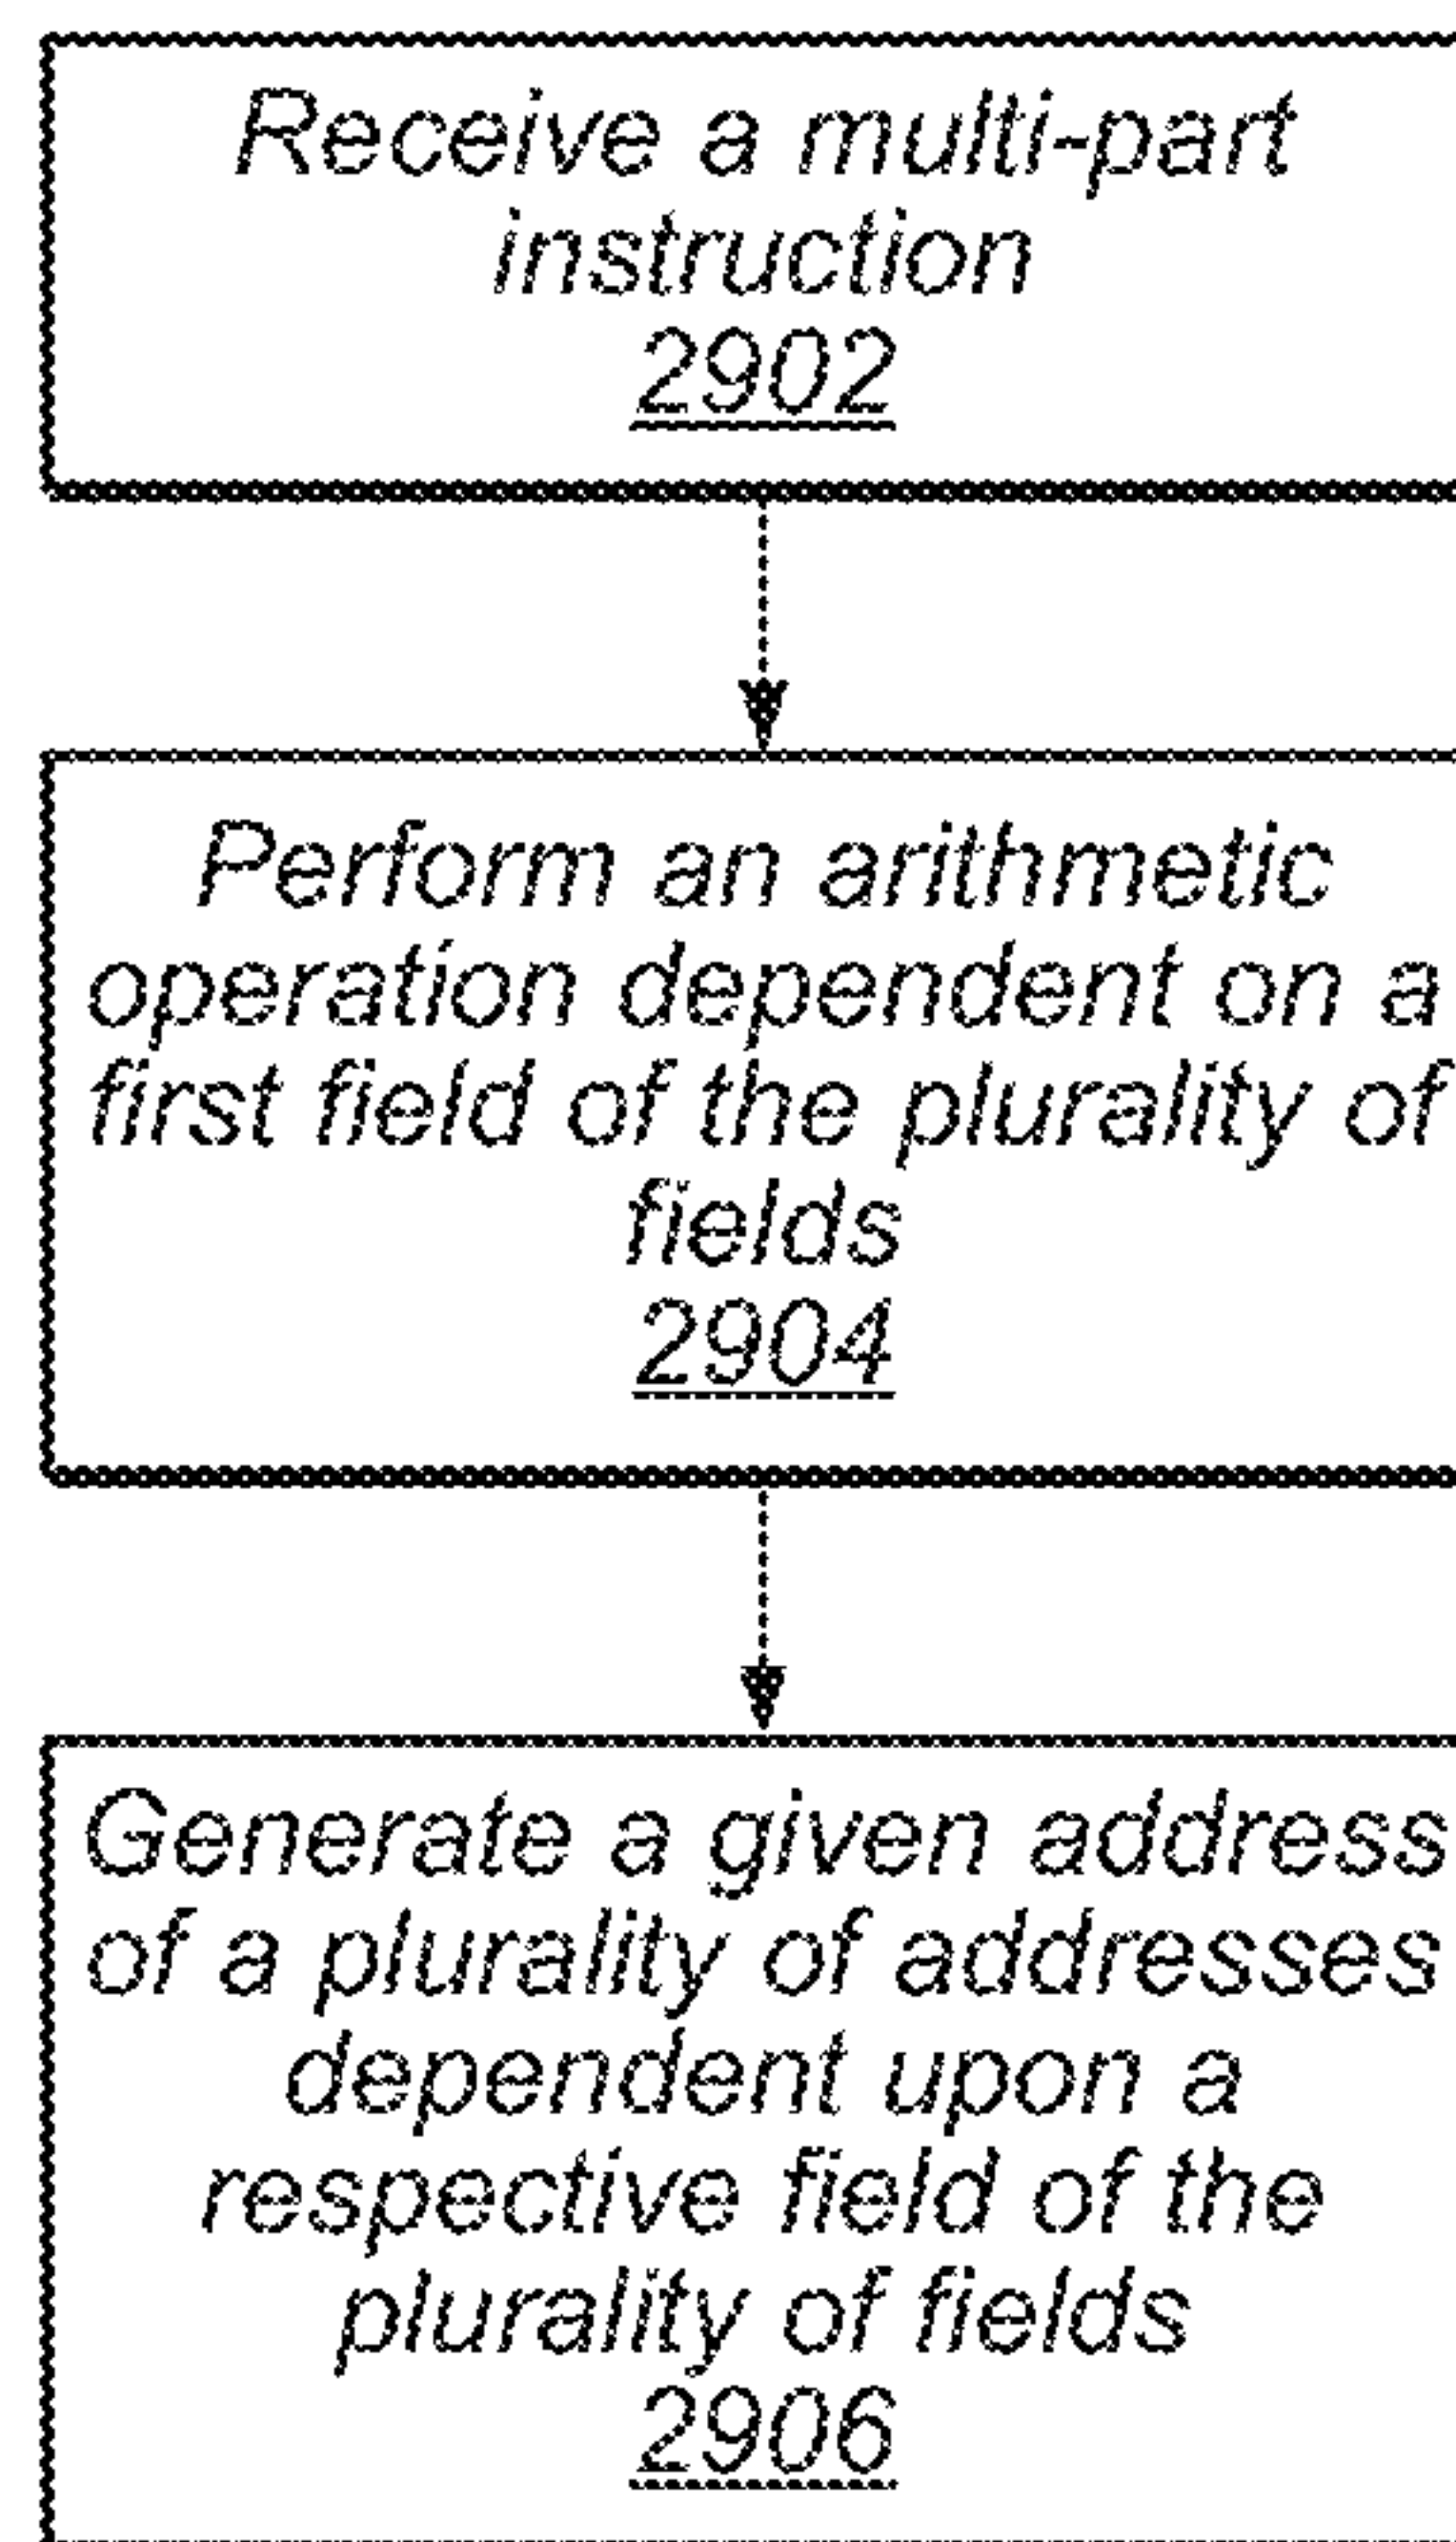 Receive a multi-part
instruction
2902
Perform an arithmetic
operation dependent on a
first field of the plurality of
fields
2904
Generate a given address
of a plurality of addresses
dependent upon a
respective field of the
plurality of fields
2906